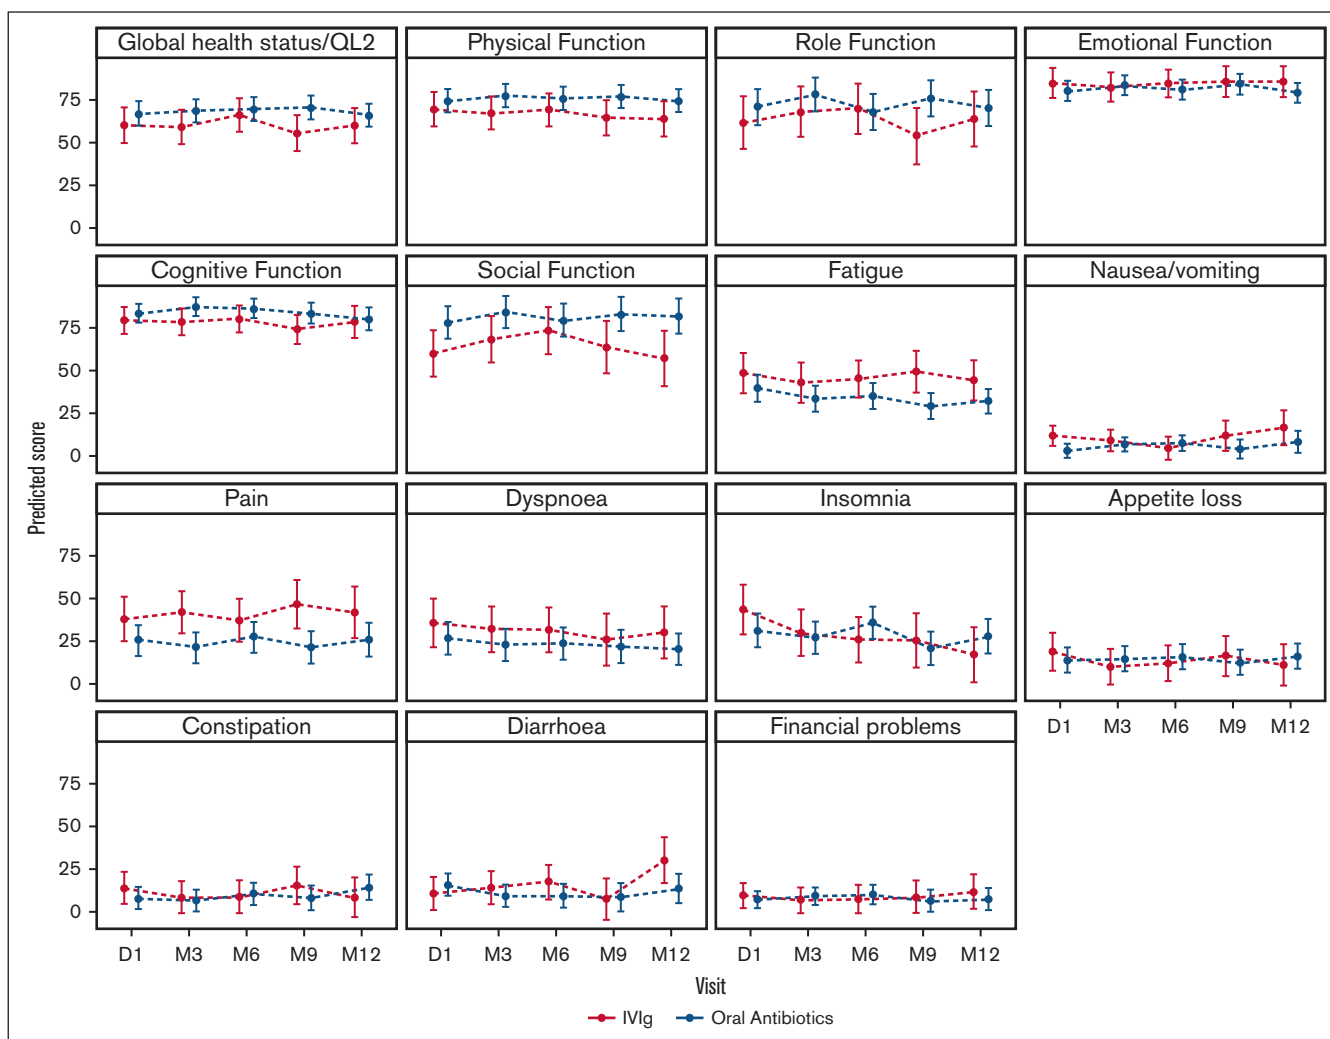 Global health status/QL2 Physical Function Role Function Emotional Function
75
50
25
0
Cognitive Function Social Function Fatigue Nausea/vomiting
75
50
25
0
Predicted score
Pain Dyspnoea Insomnia Appetite loss
75
50
25
0
D1 M3 M6 M9 M12
Constipation Diarrhoea Financial problems
75
50
25
0
D1 M3 M6 M9 M12 D1 M3 M6 M9 M12 D1 M3 M6 M9 M12
Visit
IVIg Oral Antibiotics